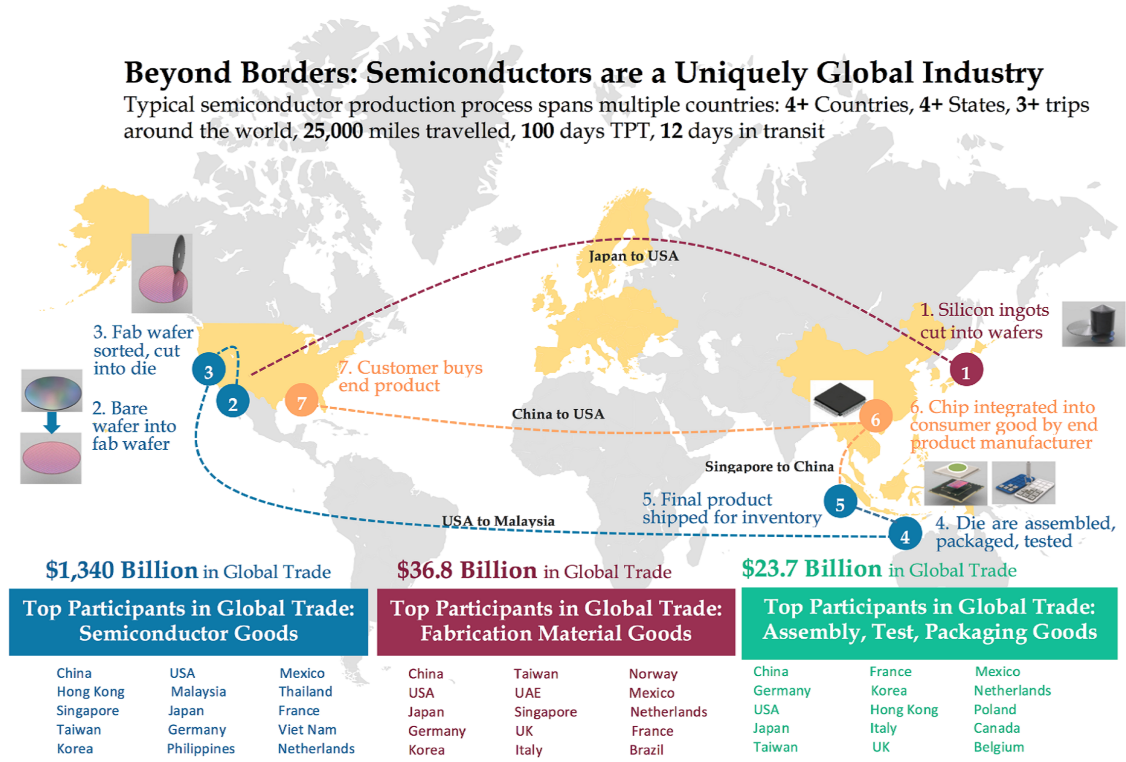 Beyond Borders: Semiconductors are a Uniquely Global Industry
Typical semiconductor production process spans multiple countries: 4+ Countries, 4+ States, 3+ trips
around the world, 25,000 miles travelled, 100 days TPT, 12 days in transit
Japan to USA
1. Silicon ingots
cut into wafers
1
3. Fab wafer
sorted, cut
into die
3
2
2. Bare
wafer into
fab wafer
7. Customer buys
end product
7
China to USA
6
6. Chip integrated into
consumer good by end
product manufacturer
Singapore to China
5. Final product
shipped for inventory
5
USA to Malaysia
4
4. Die are assembled,
packaged, tested
$1,340 Billion in Global Trade
Top Participants in Global Trade:
Semiconductor Goods
China USA Mexico
Hong Kong Malaysia Thailand
Singapore Japan France
Taiwan Germany Viet Nam
Korea Philippines Netherlands
$36.8 Billion in Global Trade
Top Participants in Global Trade:
Fabrication Material Goods
China Taiwan Norway
USA UAE Mexico
Japan Singapore Netherlands
Germany UK France
Korea Italy Brazil
$23.7 Billion in Global Trade
Top Participants in Global Trade:
Assembly, Test, Packaging Goods
China France Mexico
Germany Korea Netherlands
USA Hong Kong Poland
Japan Italy Canada
Taiwan UK Belgium